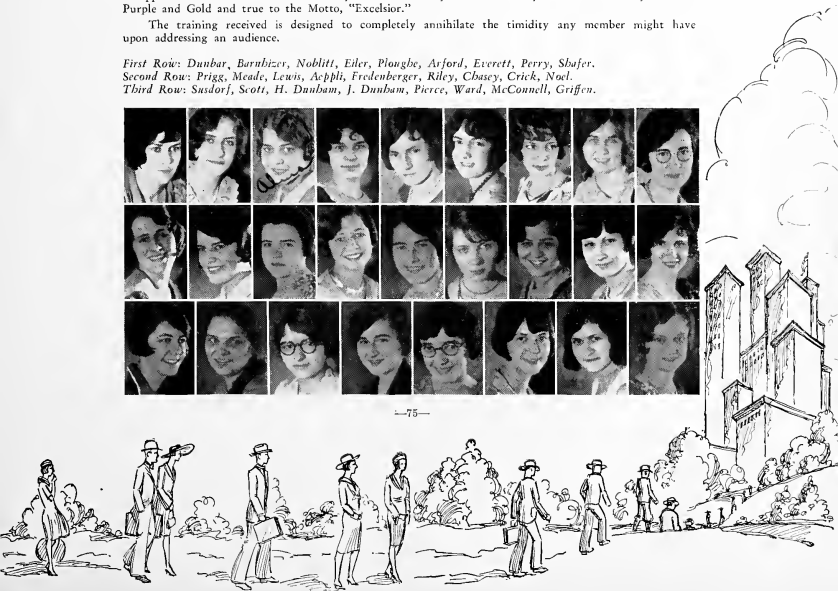 Purple and Gold and true to the Motto, "Excelsior."
The training received is designed to completely annihilate the timidity any member might have
upon addressing an audience.
First Row: Dunbar, Barnhizer, Noblitt, Eiler, Ploughe, Arford, Everett, Perry, Shafer.
Second Row: Prigg, Meade, Lewis, Aeppli, Fredenberger, Riley, Chasey, Crick, Noel.
Third Row: Susdorf, Scott, H. Dunham, J. Dunham, Pierce, Ward, McConnell, Griffen.
—75—